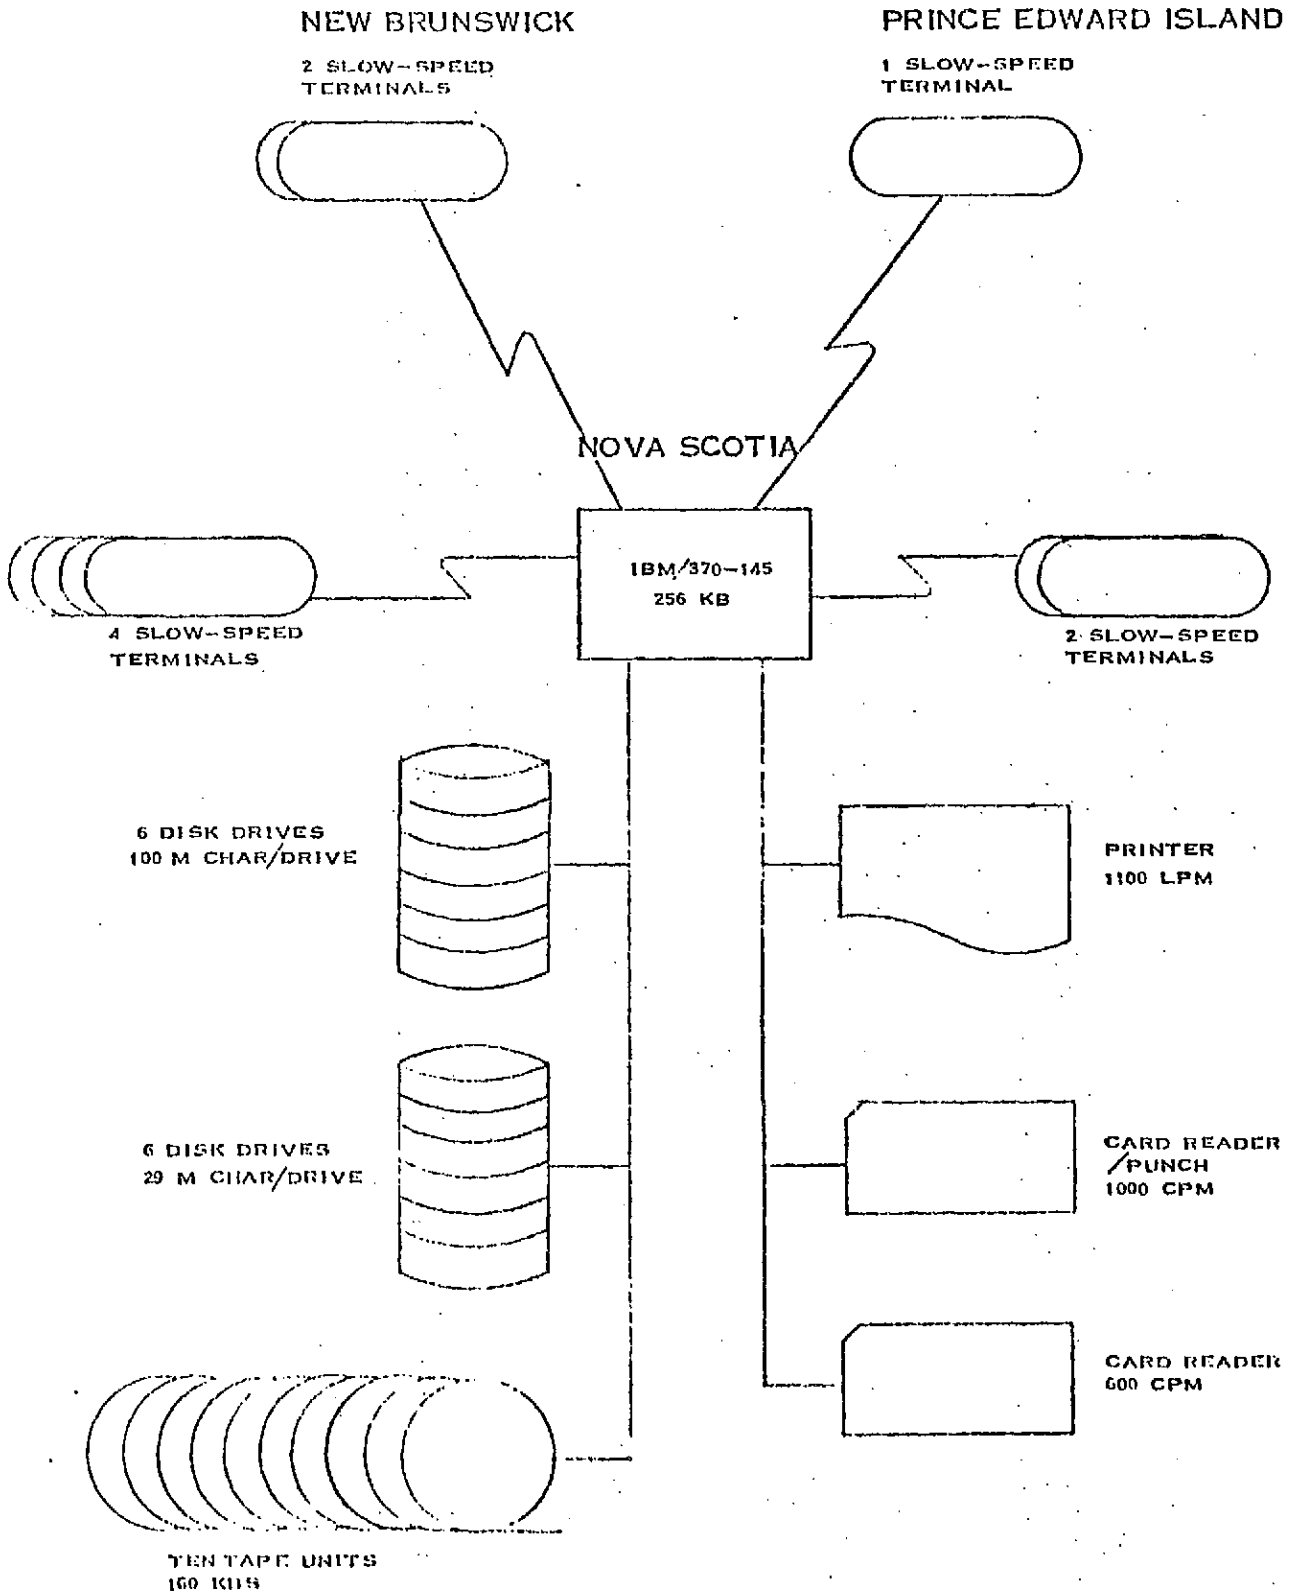 NEW BRUNSWICK
2 SLOW-SPEED
TERMINALS
PRINCE EDWARD ISLAND
1 SLOW-SPEED
TERMINAL
NOVA SCOTIA
IBM/370-145
256 KB
4 SLOW-SPEED
TERMINALS
2 SLOW-SPEED
TERMINALS
6 DISK DRIVES
100 M CHAR/DRIVE
PRINTER
1100 LPM
6 DISK DRIVES
29 M CHAR/DRIVE
CARD READER
/PUNCH
1000 CPM
CARD READER
600 CPM
TEN TAPE UNITS
160